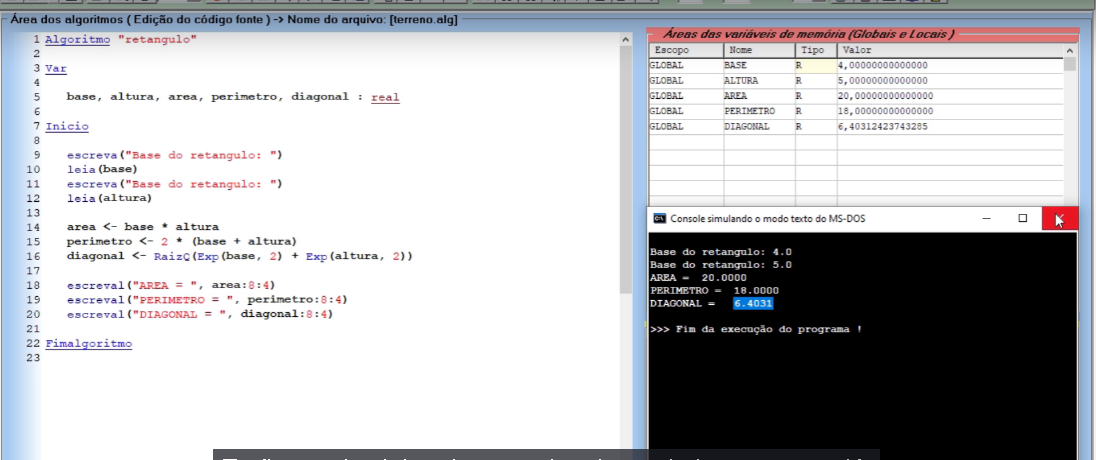 Área dos algoritmos ( Edição do código fonte ) -> Nome do arquivo: [terreno.alg]
1 Algoritmo "retangulo"
2
3 Var
4
5 base, altura, area, perimetro, diagonal : real
6
7 Inicio
8
9 escreva("Base do retangulo: ")
10 leia(base)
11 escreva("Base do retangulo: ")
12 leia(altura)
13
14 area <- base * altura
15 perimetro <- 2 * (base + altura)
16 diagonal <- RaizQ(Exp(base, 2) + Exp(altura, 2))
17
18 escreval("AREA = ", area:8:4)
19 escreval("PERIMETRO = ", perimetro:8:4)
20 escreval("DIAGONAL = ", diagonal:8:4)
21
22 Fimalgoritmo
23
Áreas das variáveis de memória (Globais e Locais )
Escopo Nome Tipo Valor
GLOBAL BASE R 4,00000000000000
GLOBAL ALTURA R 5,00000000000000
GLOBAL AREA R 20,0000000000000
GLOBAL PERIMETRO R 18,0000000000000
GLOBAL DIAGONAL R 6,40312423743285
Console simulando o modo texto do MS-DOS
Base do retangulo: 4.0
Base do retangulo: 5.0
AREA = 20.0000
PERIMETRO = 18.0000
DIAGONAL = 6.4031
>>> Fim da execução do programa !